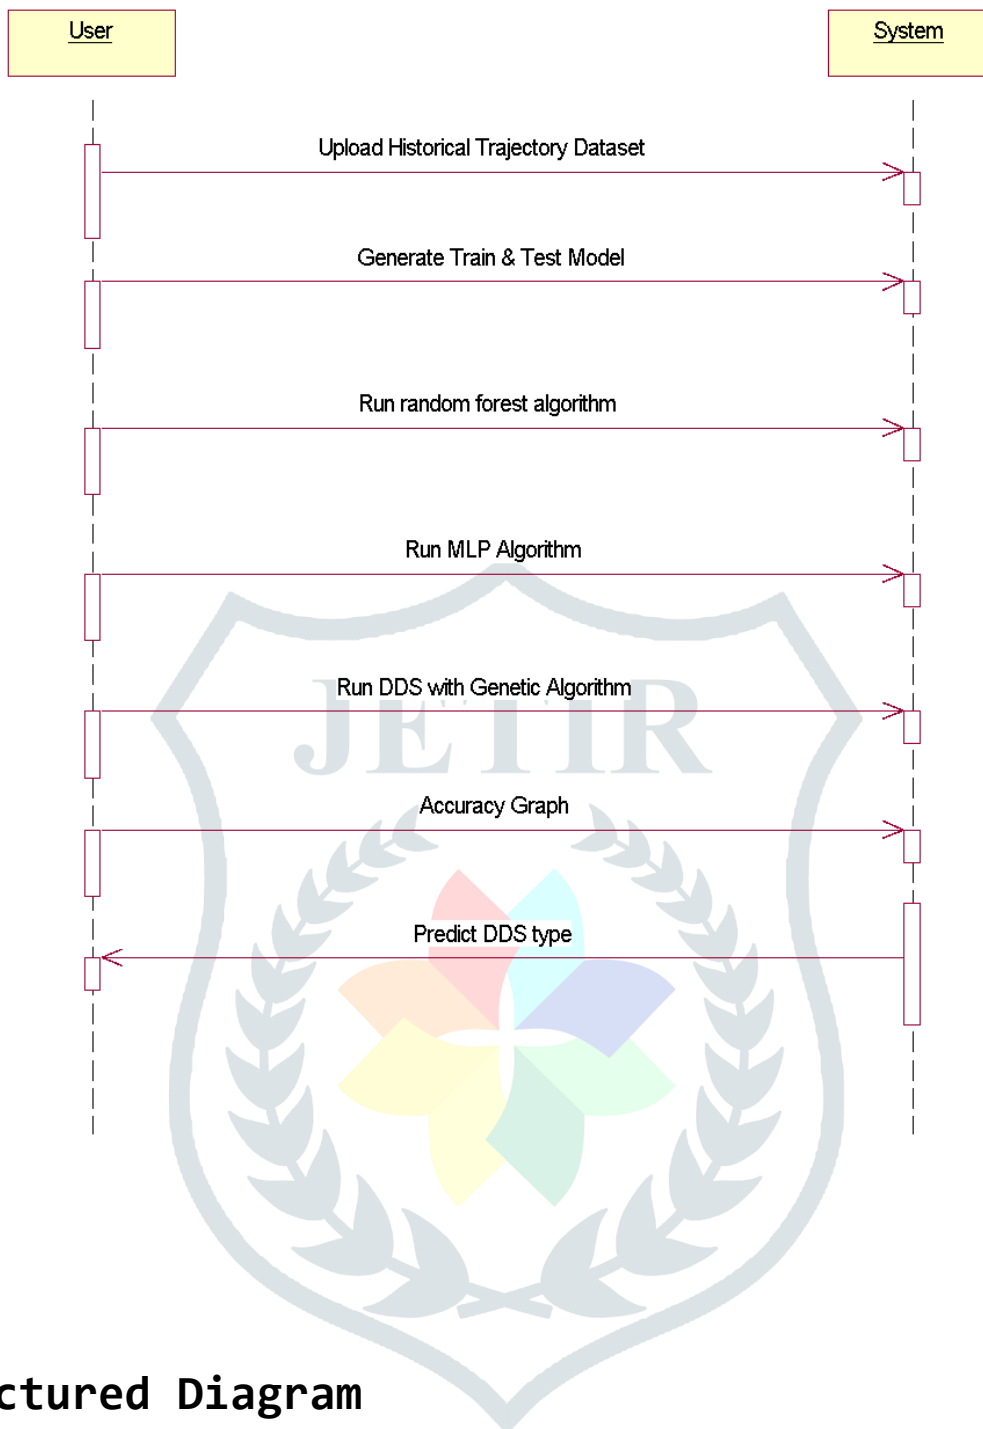 User
System
Upload Historical Trajectory Dataset
Generate Train & Test Model
Run random forest algorithm
Run MLP Algorithm
Run DDS with Genetic Algorithm
JETIR
Accuracy Graph
Predict DDS type
ctured Diagram